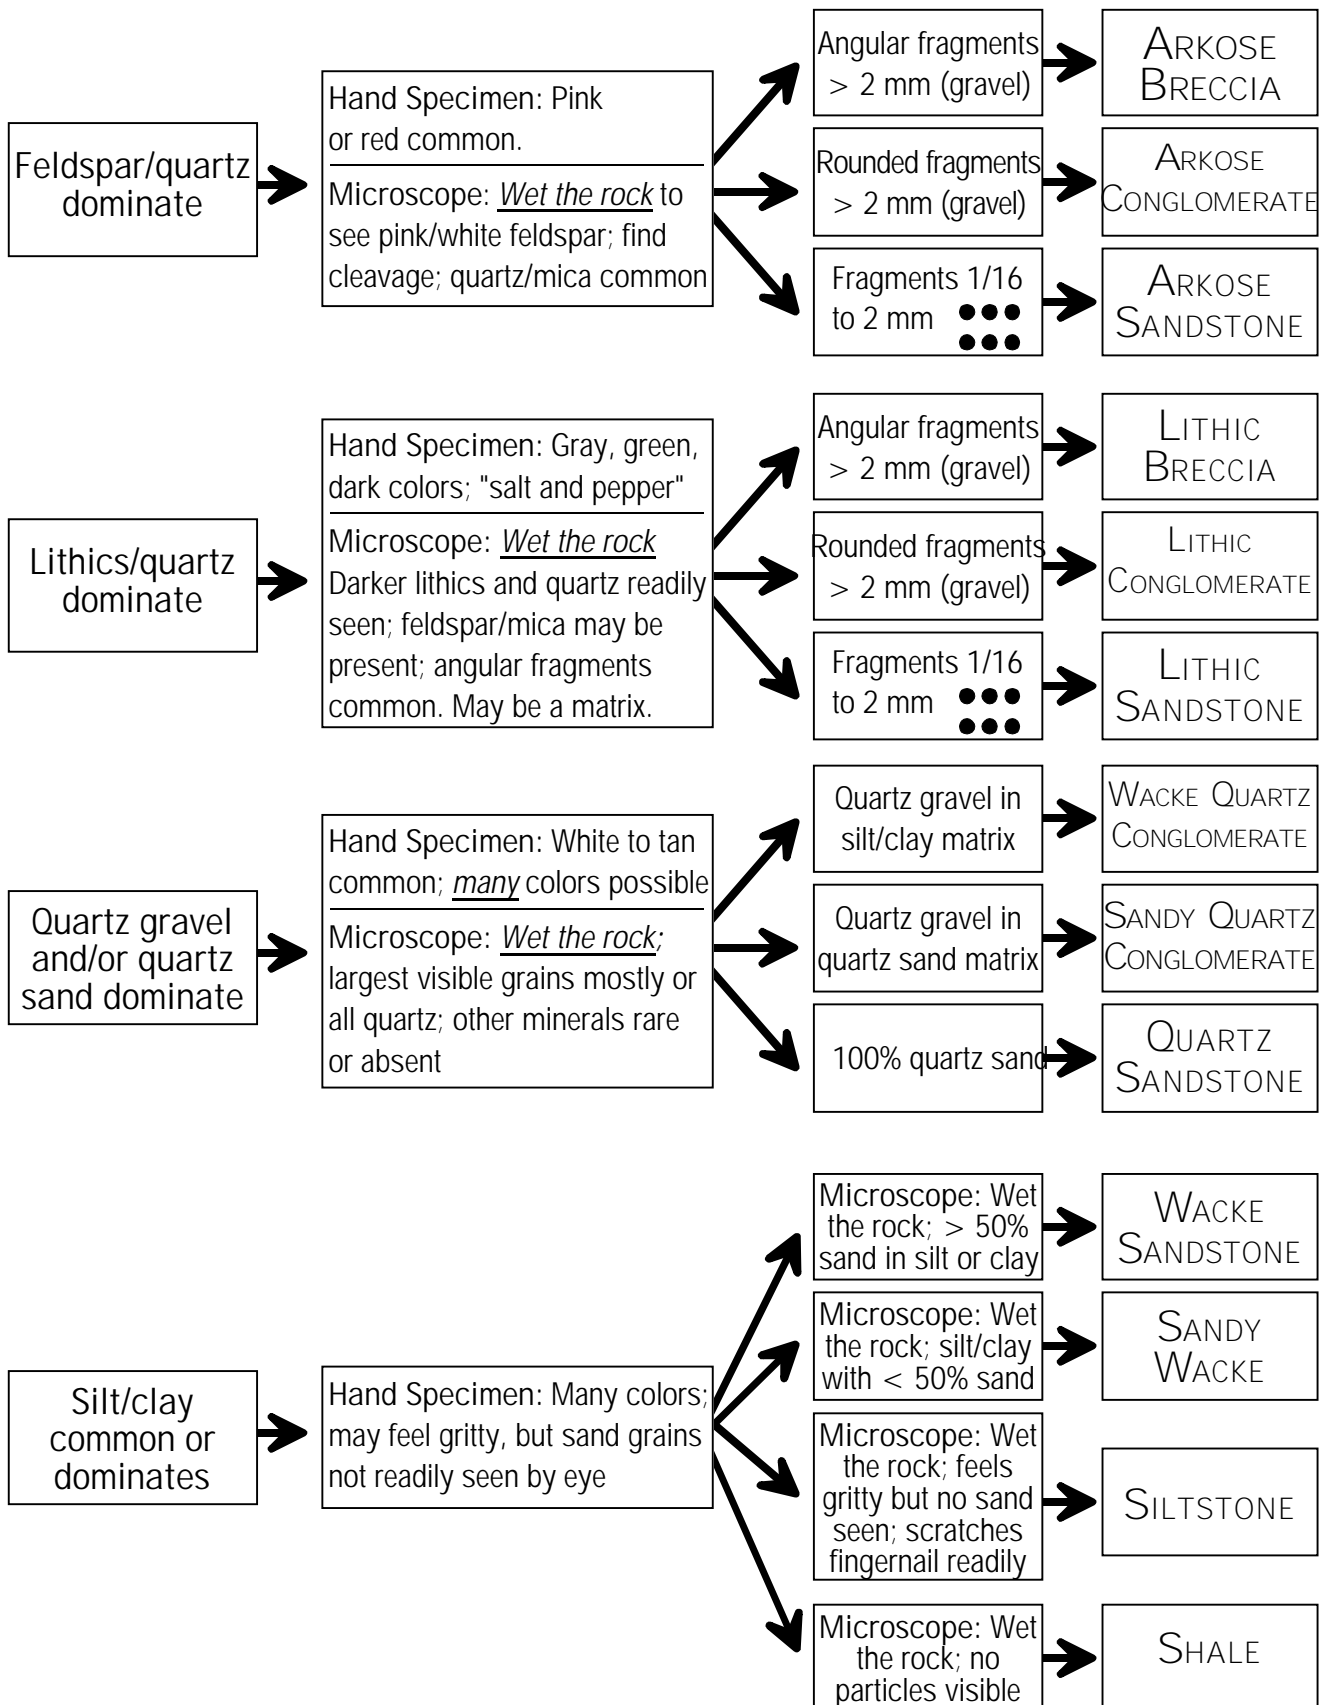 Feldspar/quartz
dominate
Hand Specimen: Pink
or red common.
Microscope: Wet the rock to
see pink/white feldspar; find
cleavage; quartz/mica common
Angular fragments
> 2 mm (gravel)
ARKOSE
BRECCIA
Rounded fragments
> 2 mm (gravel)
ARKOSE
CONGLOMERATE
Fragments 1/16
to 2 mm
ARKOSE
SANDSTONE
Lithics/quartz
dominate
Hand Specimen: Gray, green,
dark colors; "salt and pepper"
Microscope: Wet the rock
Darker lithics and quartz readily
seen; feldspar/mica may be
present; angular fragments
common. May be a matrix.
Angular fragments
> 2 mm (gravel)
LITHIC
BRECCIA
Rounded fragments
> 2 mm (gravel)
LITHIC
CONGLOMERATE
Fragments 1/16
to 2 mm
LITHIC
SANDSTONE
Quartz gravel
and/or quartz
sand dominate
Hand Specimen: White to tan
common; many colors possible
Microscope: Wet the rock;
largest visible grains mostly or
all quartz; other minerals rare
or absent
Quartz gravel in
silt/clay matrix
WACKE QUARTZ
CONGLOMERATE
Quartz gravel in
quartz sand matrix
SANDY QUARTZ
CONGLOMERATE
100% quartz sand
QUARTZ
SANDSTONE
Silt/clay
common or
dominates
Hand Specimen: Many colors;
may feel gritty, but sand grains
not readily seen by eye
Microscope: Wet
the rock; > 50%
sand in silt or clay
WACKE
SANDSTONE
Microscope: Wet
the rock; silt/clay
with < 50% sand
SANDY
WACKE
Microscope: Wet
the rock; feels
gritty but no sand
seen; scratches
fingernail readily
SILTSTONE
Microscope: Wet
the rock; no
particles visible
SHALE